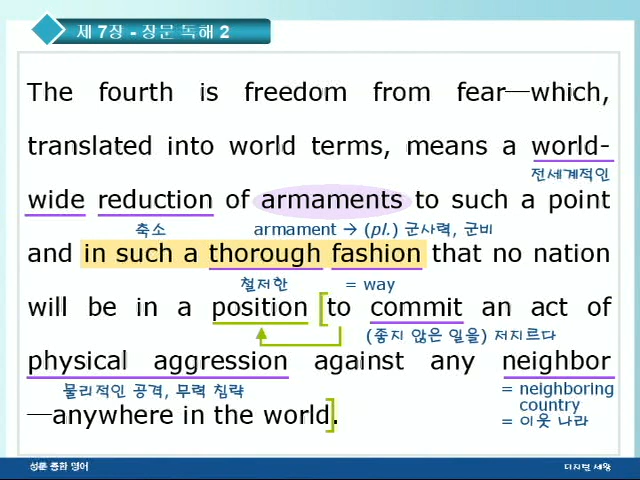 제 7장 - 장문 독해 2
The fourth is freedom from fear—which,
translated into world terms, means a world-
전세계적인
wide reduction of armaments to such a point
축소
armament → (pl.) 군사력, 군비
and in such a thorough fashion that no nation
철저한
= way
will be in a position to commit an act of
(좋지 않은 일을) 저지르다
physical aggression against any neighbor
물리적인 공격, 무력 침략
= neighboring
country
= 이웃 나라
—anywhere in the world.
성문 종합 영어
디지털 세왕